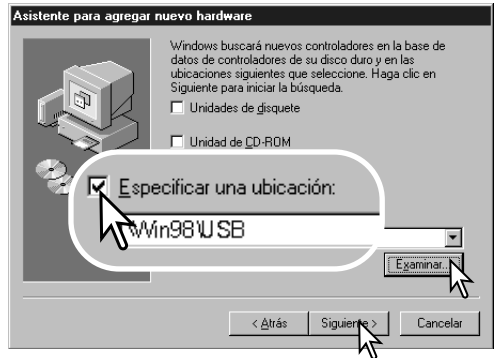 Asistente para agregar nuevo hardware
Windows buscará nuevos controladores en la base de
datos de controladores de su disco duro y en las
ubicaciones siguientes que seleccione. Haga clic en
Siguiente para iniciar la búsqueda.
Unidades de disquete
Unidad de CD-ROM
Especificar una ubicación:
\Win98\USB
Examinar...
< Atrás
Siguiente >
Cancelar